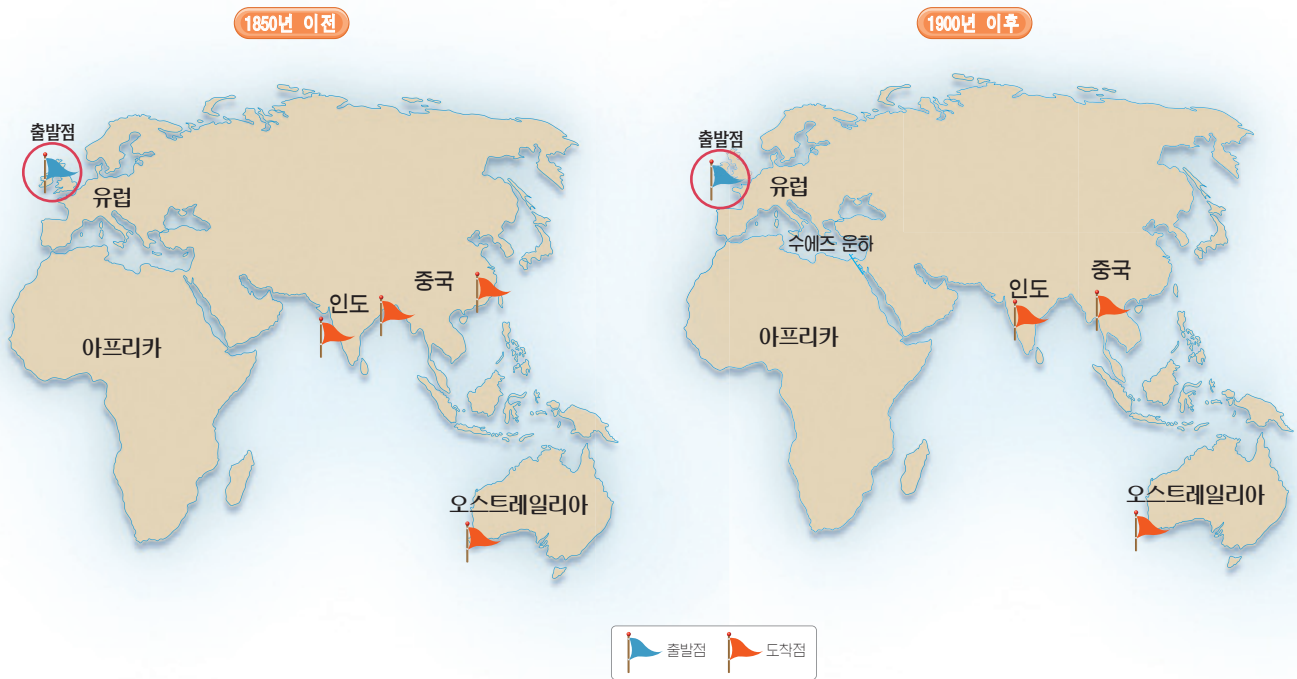 1850년 이전
출발점
유럽
중국
인도
아프리카
오스트레일리아
1900년 이후
출발점
유럽
수에즈 운하
중국
인도
아프리카
오스트레일리아
출발점
도착점